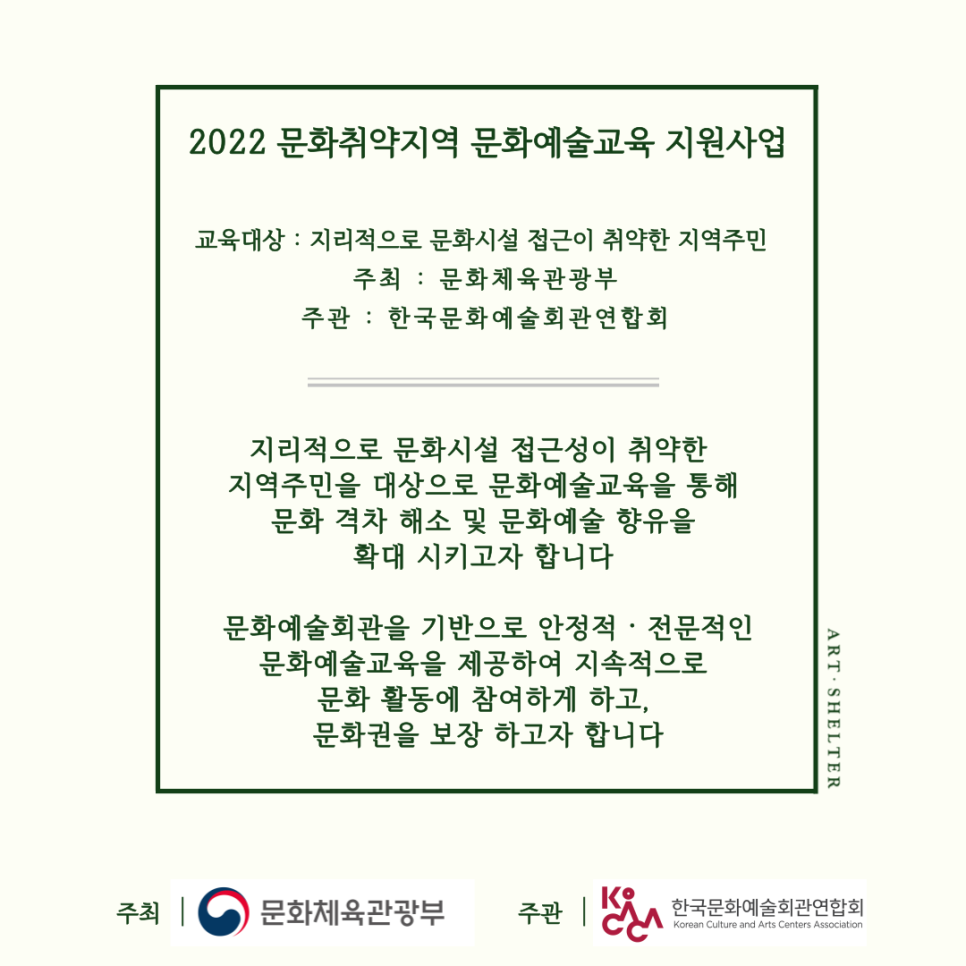 2022 문화취약지역 문화예술교육 지원사업
교육대상 : 지리적으로 문화시설 접근이 취약한 지역주민
주최 : 문화체육관광부
주관 : 한국문화예술회관연합회
지리적으로 문화시설 접근성이 취약한
지역주민을 대상으로 문화예술교육을 통해
문화 격차 해소 및 문화예술 향유을
확대 시키고자 합니다
문화예술회관을 기반으로 안정적 · 전문적인
문화예술교육을 제공하여 지속적으로
문화 활동에 참여하게 하고,
문화권을 보장 하고자 합니다
ART · SHELTER
주최 | 문화체육관광부
주관 | KoCACA 한국문화예술회관연합회
Korean Culture and Arts Centers Association